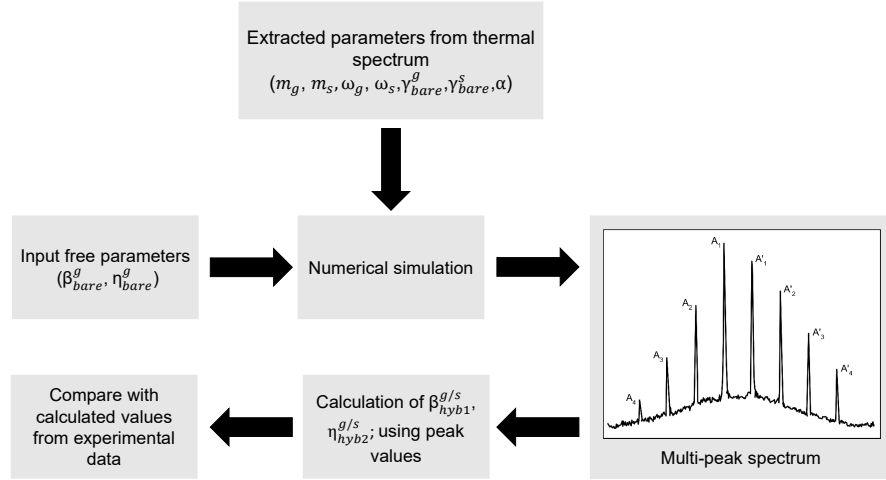 Extracted parameters from thermal
spectrum
(m_g, m_s, ω_g, ω_s,γ^g_bare,γ^s_bare,α)
Input free parameters
(β^g_bare, η^g_bare)
Numerical simulation
A_1
A'_1
A_2
A'_2
A_3
A'_3
A_4
A'_4
Multi-peak spectrum
Calculation of β^g/s_hyb1,
η^g/s_hyb2; using peak
values
Compare with
calculated values
from experimental
data